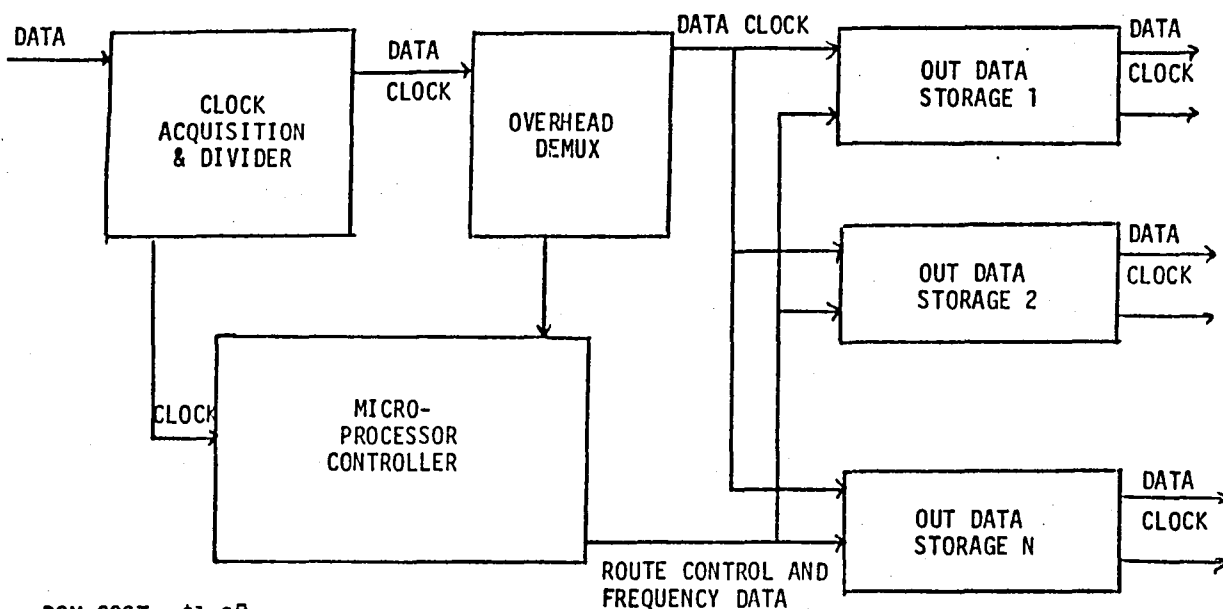 DATA
CLOCK
ACQUISITION
& DIVIDER
DATA
CLOCK
OVERHEAD
DEMUX
DATA CLOCK
OUT DATA
STORAGE 1
DATA
CLOCK
OUT DATA
STORAGE 2
DATA
CLOCK
CLOCK
MICRO-
PROCESSOR
CONTROLLER
OUT DATA
STORAGE N
DATA
CLOCK
ROUTE CONTROL AND
FREQUENCY DATA